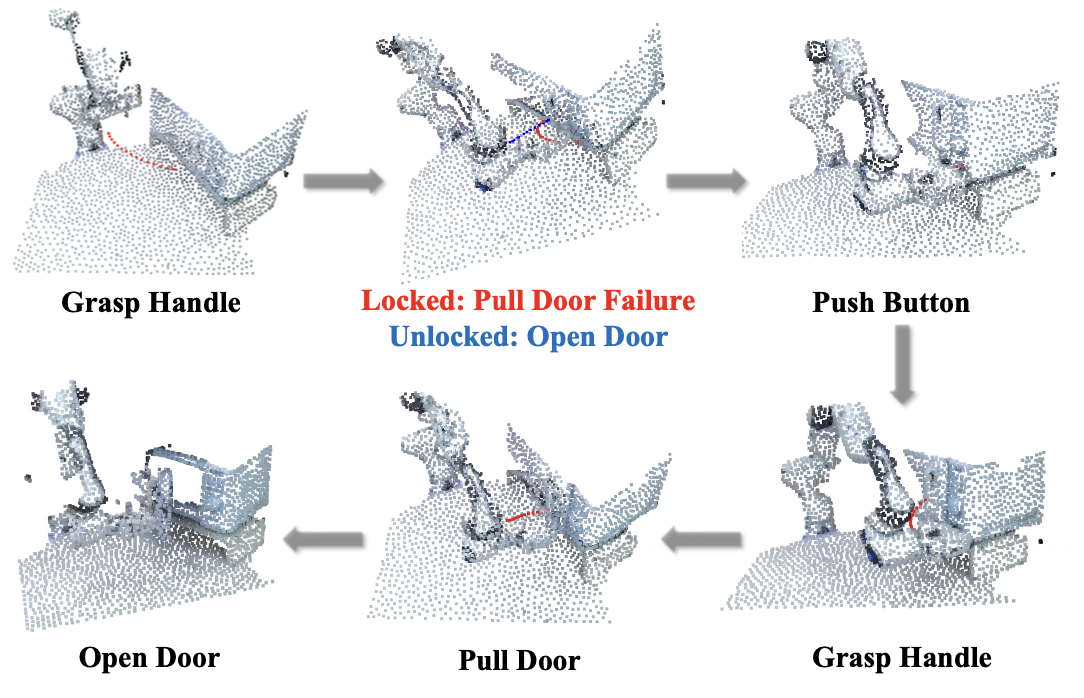 Grasp Handle
Locked: Pull Door Failure
Unlocked: Open Door
Push Button
Open Door
Pull Door
Grasp Handle